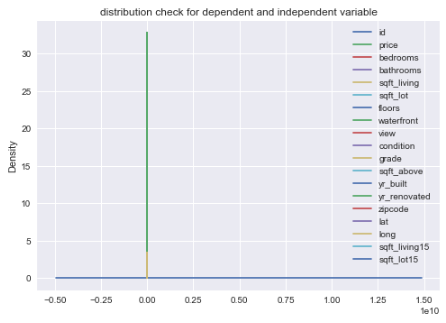 distribution check for dependent and independent variable
Density
30
25
20
15
10
5
0
−0.50 −0.25 0.00 0.25 0.50 0.75 1.00 1.25 1.50
1e10
id
price
bedrooms
bathrooms
sqft_living
sqft_lot
floors
waterfront
view
condition
grade
sqft_above
yr_built
yr_renovated
zipcode
lat
long
sqft_living15
sqft_lot15